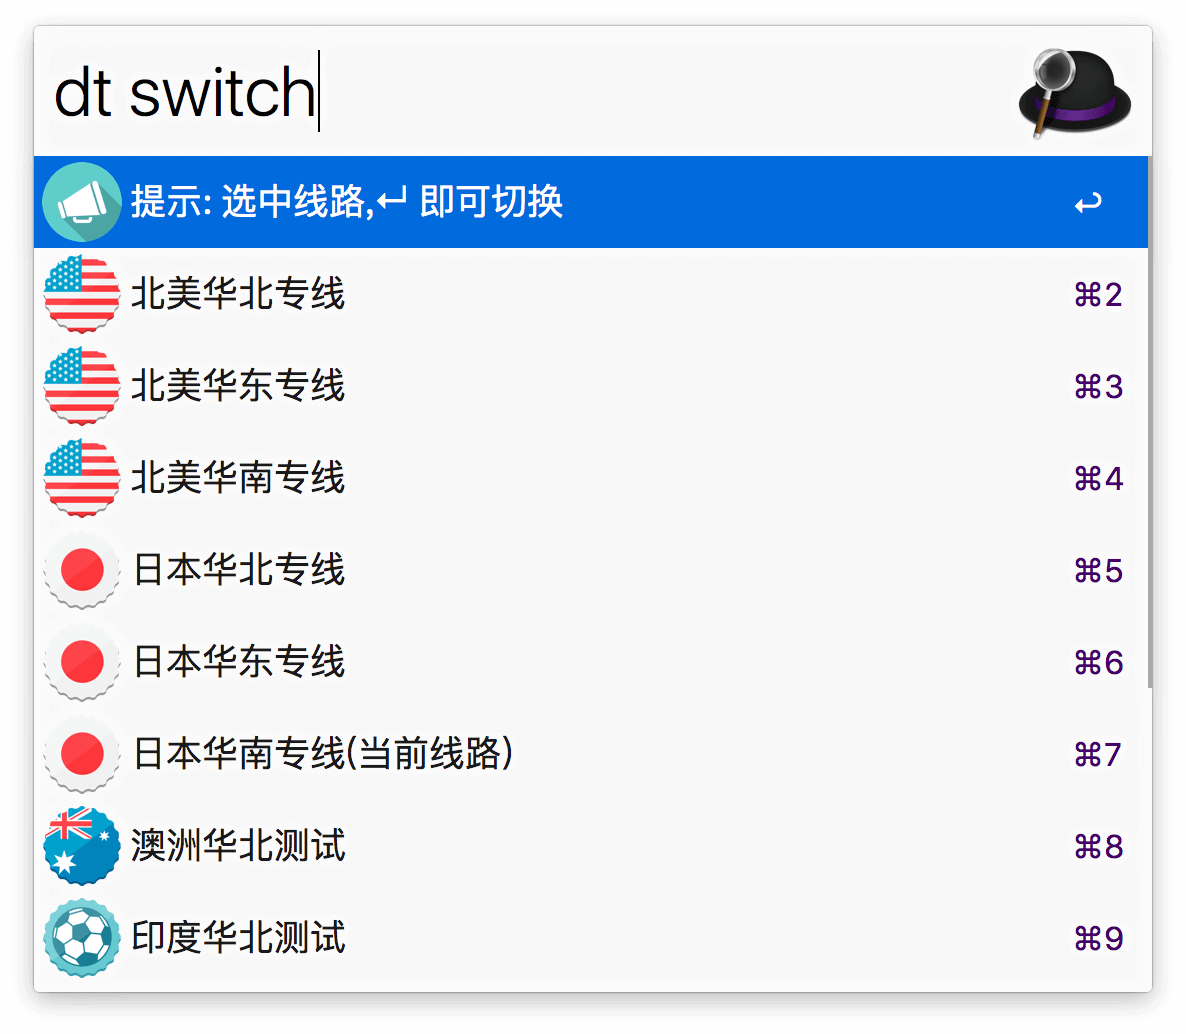 dt switch
提示: 选中线路,↵ 即可切换 ↩
北美华北专线 ⌘2
北美华东专线 ⌘3
北美华南专线 ⌘4
日本华北专线 ⌘5
日本华东专线 ⌘6
日本华南专线(当前线路) ⌘7
澳洲华北测试 ⌘8
印度华北测试 ⌘9